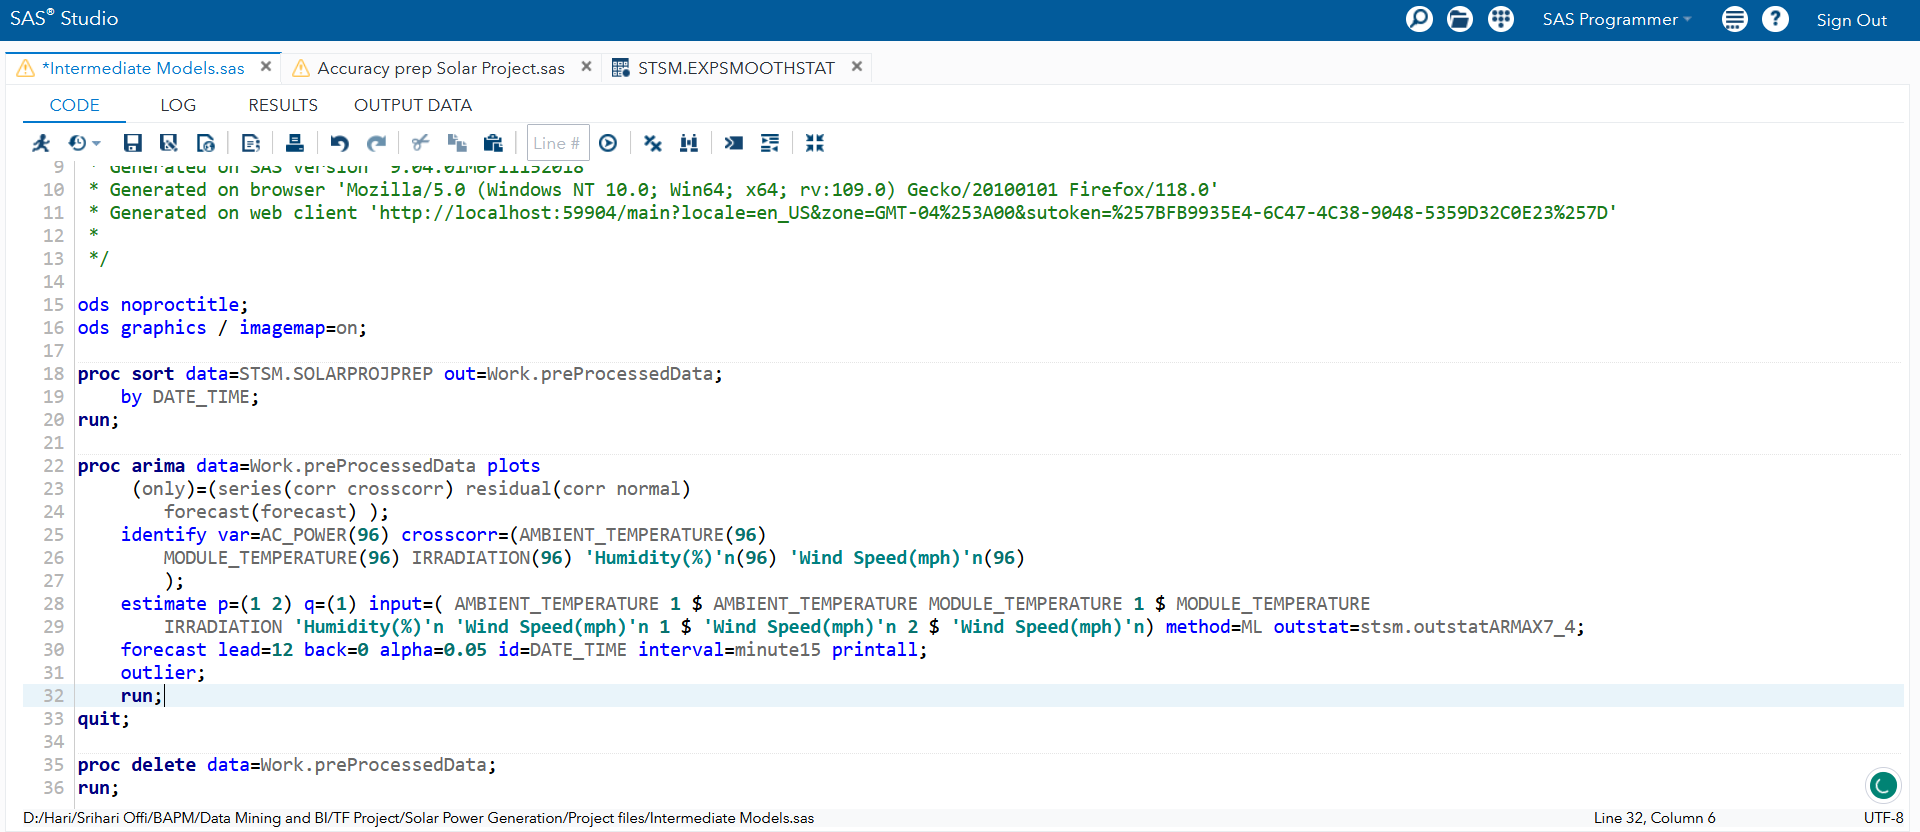 SAS® Studio
SAS Programmer
Sign Out
*Intermediate Models.sas
Accuracy prep Solar Project.sas
STSM.EXPSMOOTHSTAT
CODE LOG RESULTS OUTPUT DATA
Line #
9 * Generated on SAS version '9.04.01M6P11152018'
10 * Generated on browser 'Mozilla/5.0 (Windows NT 10.0; Win64; x64; rv:109.0) Gecko/20100101 Firefox/118.0'
11 * Generated on web client 'http://localhost:59904/main?locale=en_US&zone=GMT-04%253A00&sutoken=%257BFB9935E4-6C47-4C38-9048-5359D32C0E23%257D'
12 *
13 */
14
15 ods noproctitle;
16 ods graphics / imagemap=on;
17
18 proc sort data=STSM.SOLARPROJPREP out=Work.preProcessedData;
19 by DATE_TIME;
20 run;
21
22 proc arima data=Work.preProcessedData plots
23 (only)=(series(corr crosscorr) residual(corr normal)
24 forecast(forecast) );
25 identify var=AC_POWER(96) crosscorr=(AMBIENT_TEMPERATURE(96)
26 MODULE_TEMPERATURE(96) IRRADIATION(96) 'Humidity(%)'n(96) 'Wind Speed(mph)'n(96)
27 );
28 estimate p=(1 2) q=(1) input=( AMBIENT_TEMPERATURE 1 $ AMBIENT_TEMPERATURE MODULE_TEMPERATURE 1 $ MODULE_TEMPERATURE
29 IRRADIATION 'Humidity(%)'n 'Wind Speed(mph)'n 1 $ 'Wind Speed(mph)'n 2 $ 'Wind Speed(mph)'n) method=ML outstat=stsm.outstatARMAX7_4;
30 forecast lead=12 back=0 alpha=0.05 id=DATE_TIME interval=minute15 printall;
31 outlier;
32 run;
33 quit;
34
35 proc delete data=Work.preProcessedData;
36 run;
D:/Hari/Srihari Offi/BAPM/Data Mining and BI/TF Project/Solar Power Generation/Project files/Intermediate Models.sas
Line 32, Column 6
UTF-8